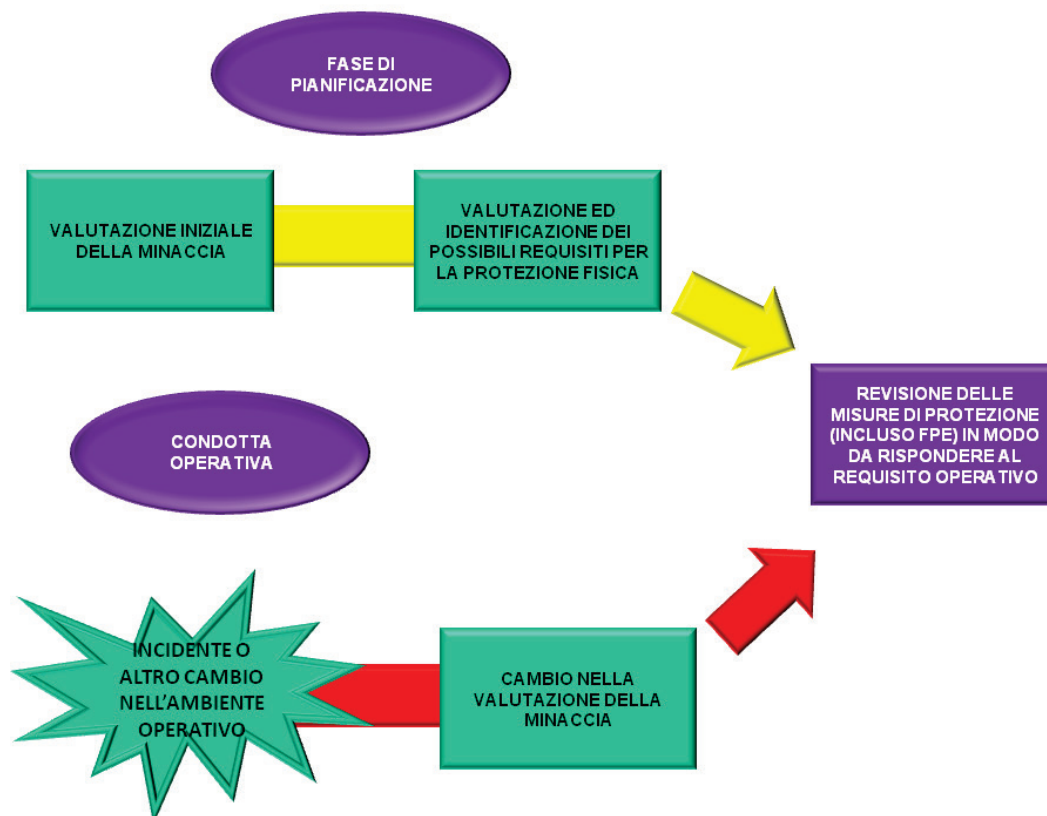 FASE DI
PIANIFICAZIONE
VALUTAZIONE INIZIALE
DELLA MINACCIA
VALUTAZIONE ED
IDENTIFICAZIONE DEI
POSSIBILI REQUISITI PER
LA PROTEZIONE FISICA
REVISIONE DELLE
MISURE DI PROTEZIONE
(INCLUSO FPE) IN MODO
DA RISPONDERE AL
REQUISITO OPERATIVO
CONDOTTA
OPERATIVA
INCIDENTE O
ALTRO CAMBIO
NELL'AMBIENTE
OPERATIVO
CAMBIO NELLA
VALUTAZIONE DELLA
MINACCIA